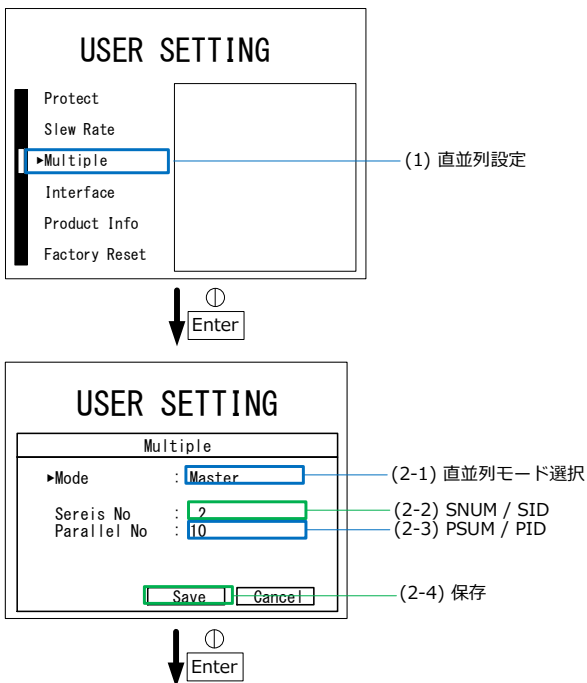 USER SETTING
Protect
Slew Rate
▶Multiple
(1) 直並列設定
Interface
Product Info
Factory Reset
Enter
USER SETTING
Multiple
▶Mode : Master
(2-1) 直並列モード選択
Sereis No : 2
(2-2) SNUM / SID
Parallel No : 10
(2-3) PSUM / PID
Save Cancel
(2-4) 保存
Enter